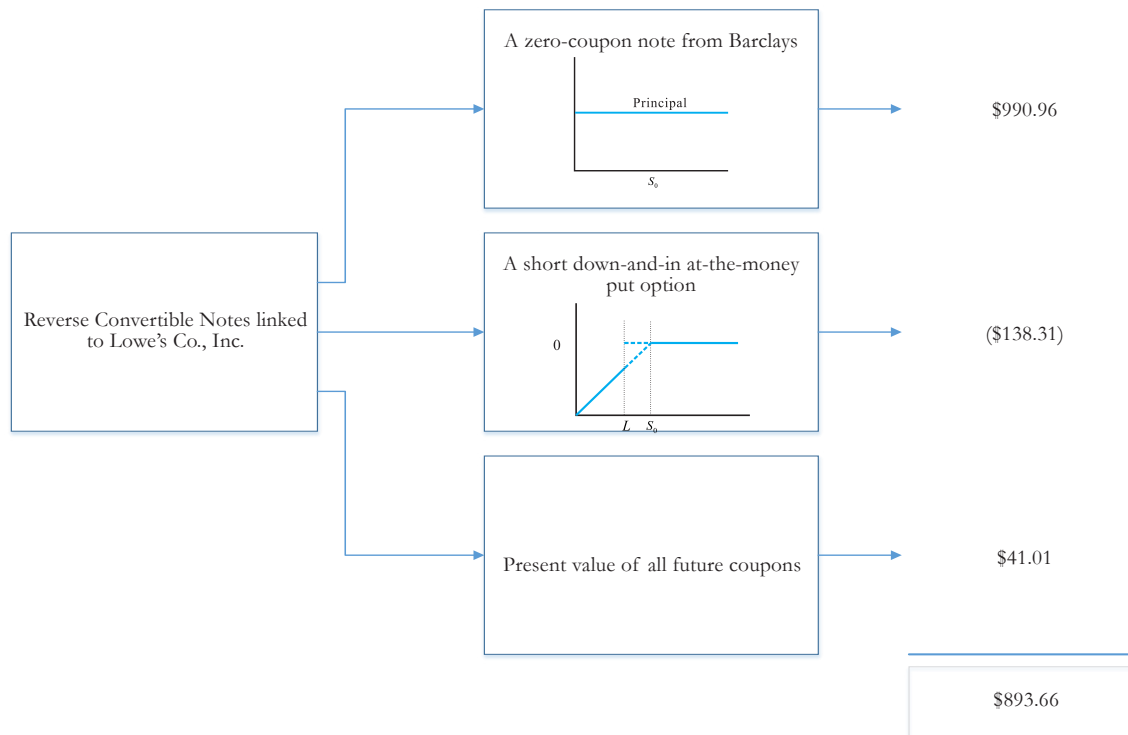 A zero-coupon note from Barclays
Principal
S₀
$990.96
Reverse Convertible Notes linked
to Lowe's Co., Inc.
A short down-and-in at-the-money
put option
0
L S₀
($138.31)
Present value of all future coupons
$41.01
$893.66